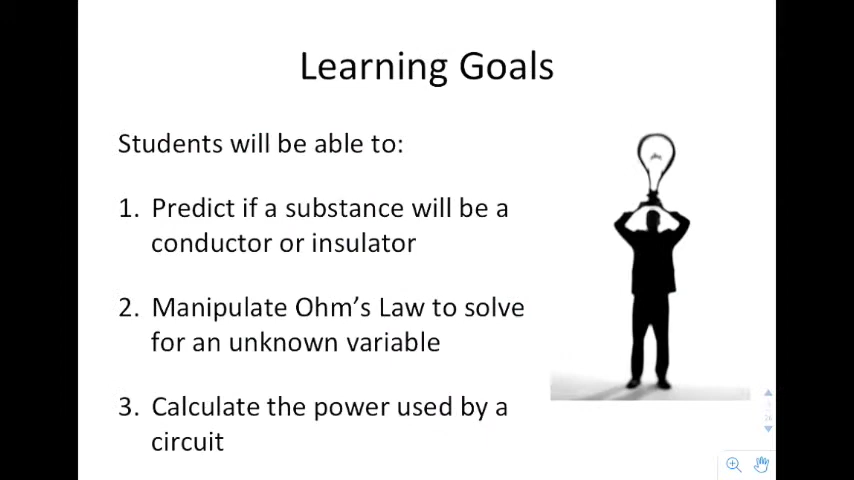 Learning Goals
Students will be able to:
1. Predict if a substance will be a
conductor or insulator
2. Manipulate Ohm’s Law to solve
for an unknown variable
3. Calculate the power used by a
circuit